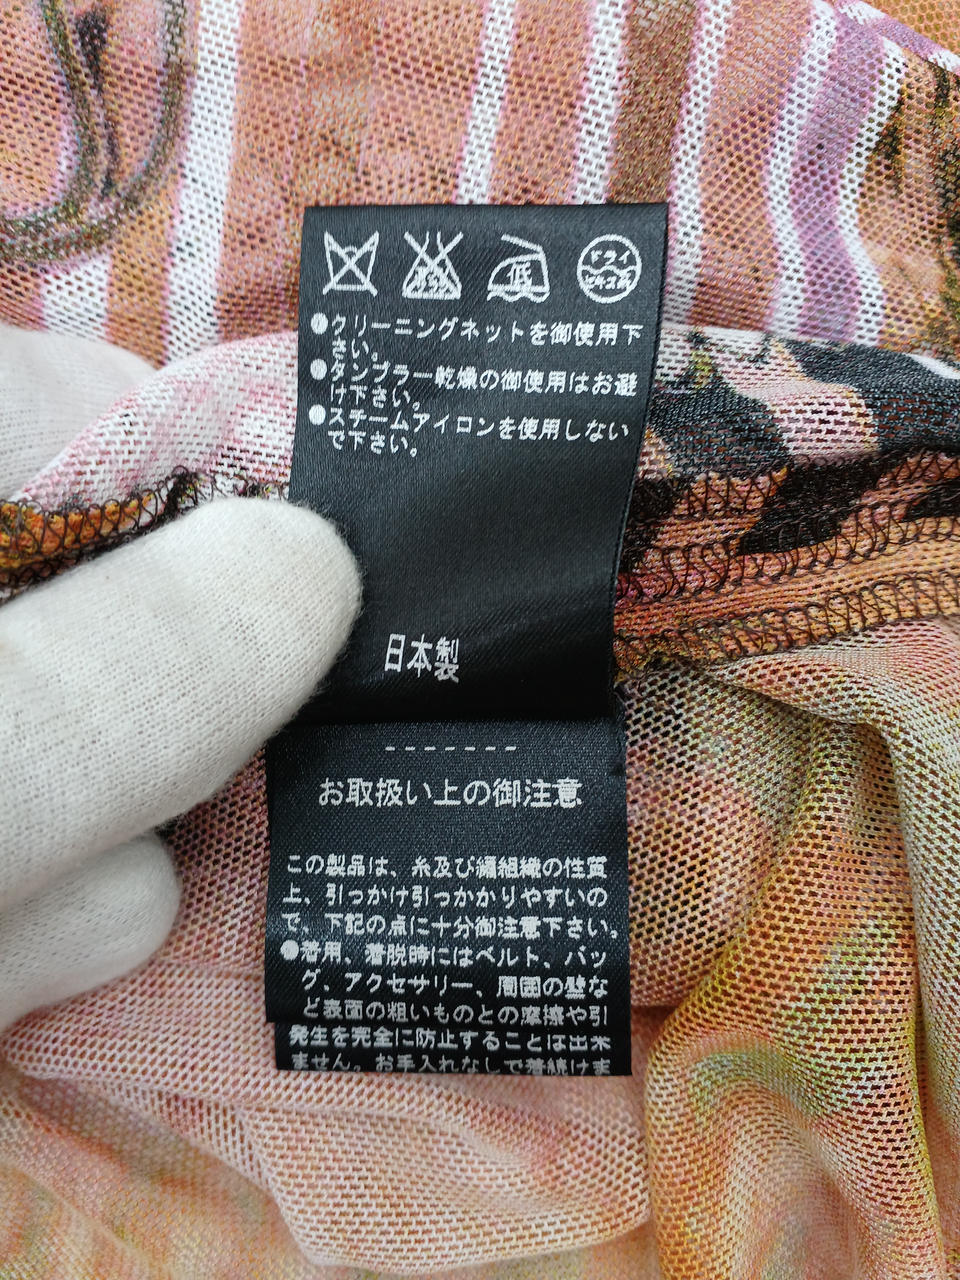 低
ドライ
セキユ系
●クリーニングネットを御使用下
さい。
●タンブラー乾燥の御使用はお避
け下さい。
●スチームアイロンを使用しない
で下さい。
日本製
-------
お取扱い上の御注意
この製品は、糸及び編組織の性質
上、引っかけ引っかかりやすいの
で、下記の点に十分御注意下さい。
●着用、着脱時にはベルト、バッ
グ、アクセサリー、周囲の壁な
ど表面の粗いものとの摩擦や引
発生を完全に防止することは出来
ません。お手入れなしで着続けま